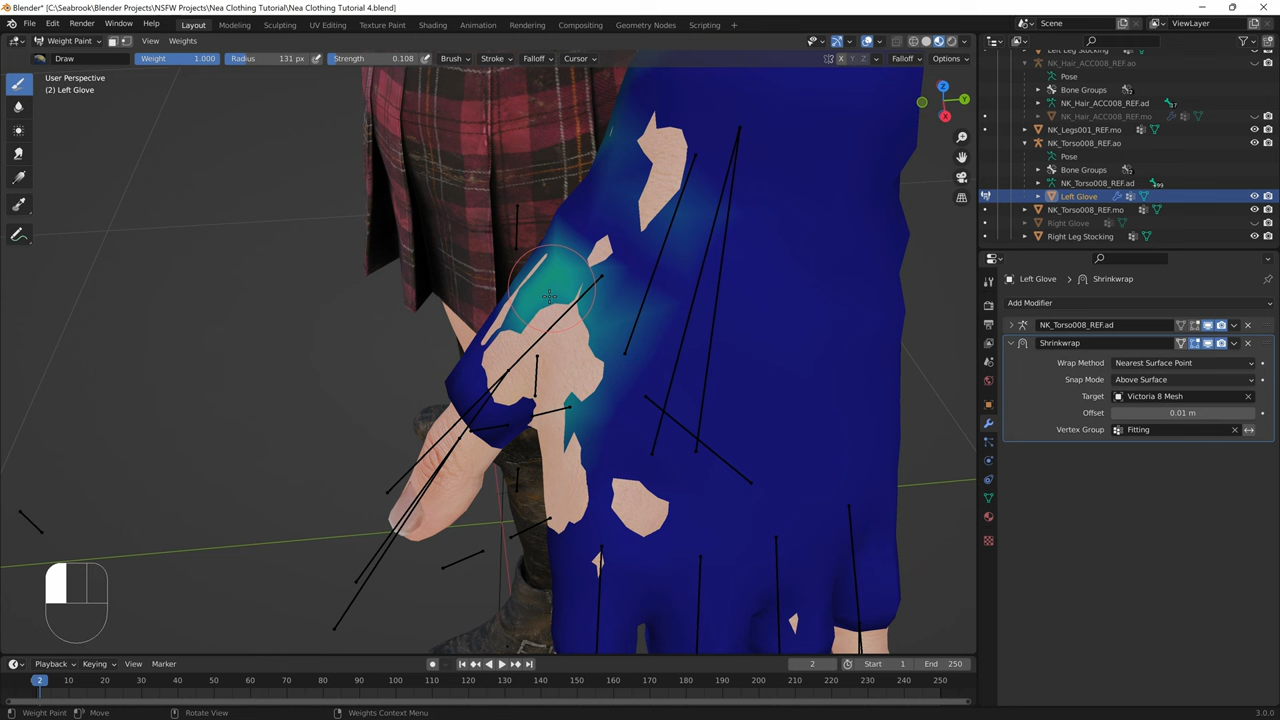 Blender* [C:\Seabrook\Blender Projects\NSFW Projects\Nea Clothing Tutorial\Nea Clothing Tutorial 4.blend]
File Edit Render Window Help Layout Modeling Sculpting UV Editing Texture Paint Shading Animation Rendering Compositing Geometry Nodes Scripting Scene ViewLayer
Weight Paint View Weights
Draw Weight 1.000 Radius 131 px Strength 0.108 Brush Stroke Falloff Cursor X Y Z Falloff Options
User Perspective
(2) Left Glove
Left Leg Stocking
NK_Hair_ACC008_REF.ao
Pose
Bone Groups
NK_Hair_ACC008_REF.ad
NK_Hair_ACC008_REF.mo
NK_Legs001_REF.mo
NK_Torso008_REF.ao
Pose
Bone Groups
NK_Torso008_REF.ad
Left Glove
NK_Torso008_REF.mo
Right Glove
Right Leg Stocking
Left Glove Shrinkwrap
Add Modifier
NK_Torso008_REF.ad
Shrinkwrap
Wrap Method Nearest Surface Point
Snap Mode Above Surface
Target Victoria 8 Mesh
Offset 0.01 m
Vertex Group Fitting
Z
Y
X
Playback Keying View Marker 2 Start 1 End 250
2 10 20 30 40 50 60 70 80 90 100 110 120 130 140 150 160 170 180 190 200 210 220 230 240 250
Weight Paint Move Rotate View Weights Context Menu 3.0.0